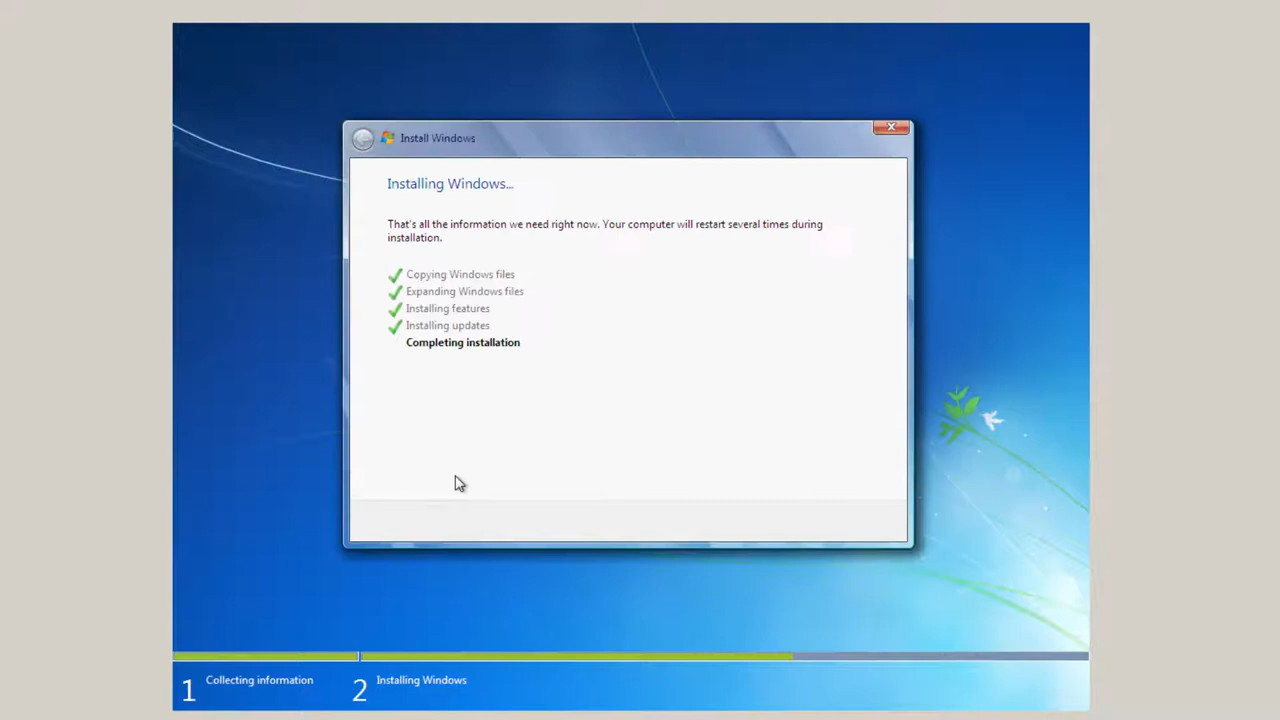 Install Windows
Installing Windows...
That's all the information we need right now. Your computer will restart several times during
installation.
Copying Windows files
Expanding Windows files
Installing features
Installing updates
Completing installation
1 Collecting information
2 Installing Windows